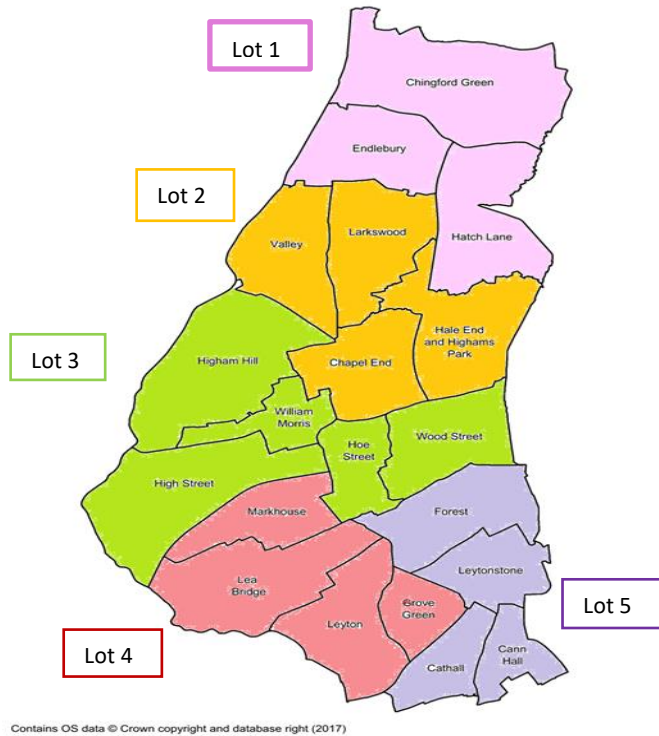 Lot 1
Chingford Green
Endlebury
Lot 2
Larkswood
Valley
Hatch Lane
Lot 3
Hale End
and Highams
Park
Higham Hill
Chapel End
William
Morris
Hoe
Street
Wood Street
High Street
Markhouse
Forest
Leytonstone
Lea
Bridge
Lot 5
Grove
Green
Leyton
Lot 4
Cann
Hall
Cathall
Contains OS data © Crown copyright and database right (2017)